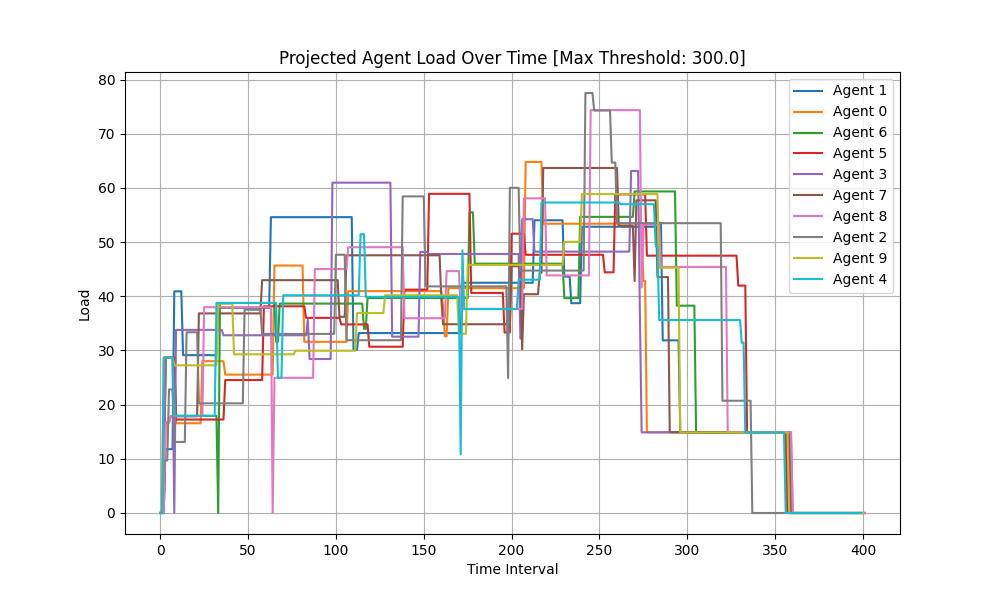 Projected Agent Load Over Time [Max Threshold: 300.0]
Load
80
70
60
50
40
30
20
10
0
0 50 100 150 200 250 300 350 400
Time Interval
Agent 1
Agent 0
Agent 6
Agent 5
Agent 3
Agent 7
Agent 8
Agent 2
Agent 9
Agent 4